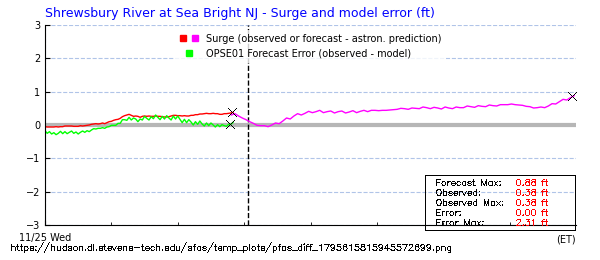 Shrewsbury River at Sea Bright NJ - Surge and model error (ft)
Surge (observed or forecast - astron. prediction)
OPSE01 Forecast Error (observed - model)
3
2
1
0
−1
−2
−3
Forecast Max: 0.88 ft
Observed: 0.38 ft
Observed Max: 0.38 ft
Error: 0.00 ft
Error Max: 2.31 ft
11/25 Wed
(ET)
https://hudson.dl.stevens-tech.edu/sfas/temp_plots/pfas_diff_1795615815945572699.png